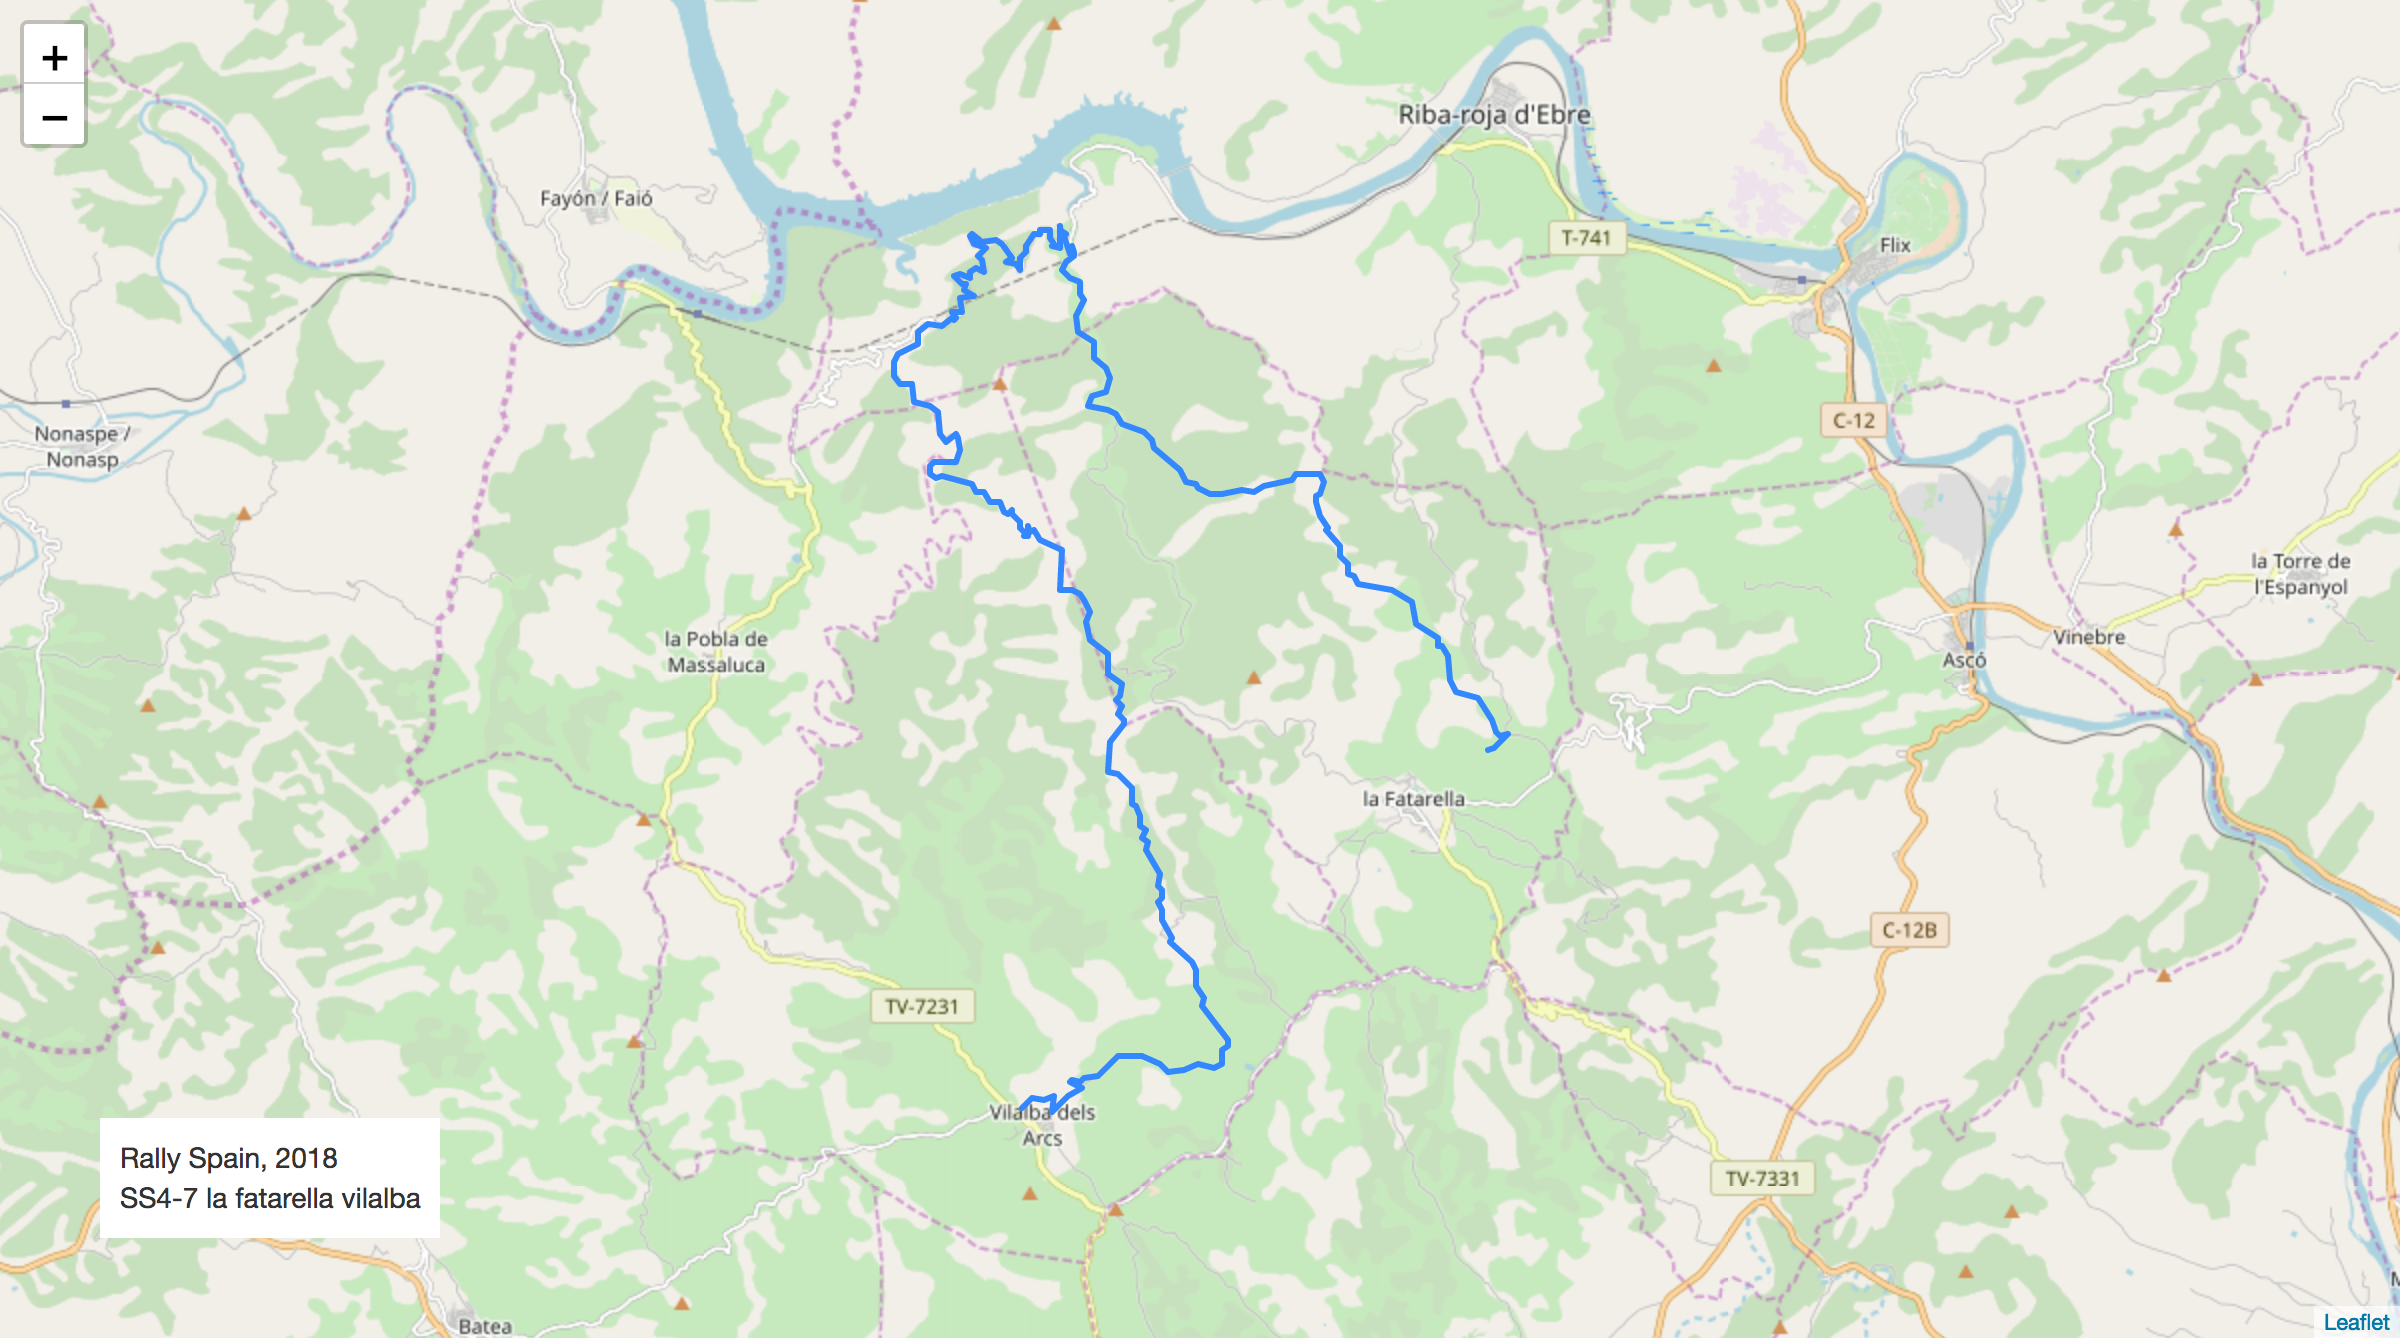 +
−
Riba-roja d'Ebre
Fayón / Faió
T-741
Flix
C-12
Nonaspe /
Nonasp
la Torre de
l'Espanyol
la Pobla de
Massaluca
Vinebre
Ascó
la Fatarella
C-12B
TV-7231
Vilalba dels
Arcs
Rally Spain, 2018
SS4-7 la fatarella vilalba
TV-7331
Batea
M
Leaflet